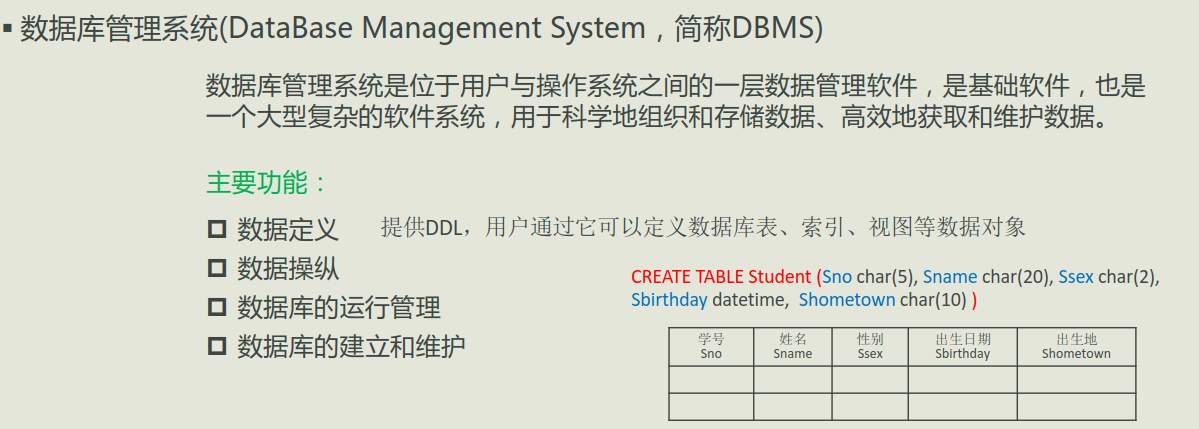 ▪ 数据库管理系统(DataBase Management System，简称DBMS)
数据库管理系统是位于用户与操作系统之间的一层数据管理软件，是基础软件，也是
一个大型复杂的软件系统，用于科学地组织和存储数据、高效地获取和维护数据。
主要功能：
数据定义 提供DDL，用户通过它可以定义数据库表、索引、视图等数据对象
数据操纵
数据库的运行管理
数据库的建立和维护
CREATE TABLE Student (Sno char(5), Sname char(20), Ssex char(2),
Sbirthday datetime, Shometown char(10) )
学号 姓名 性别 出生日期 出生地
Sno Sname Ssex Sbirthday Shometown